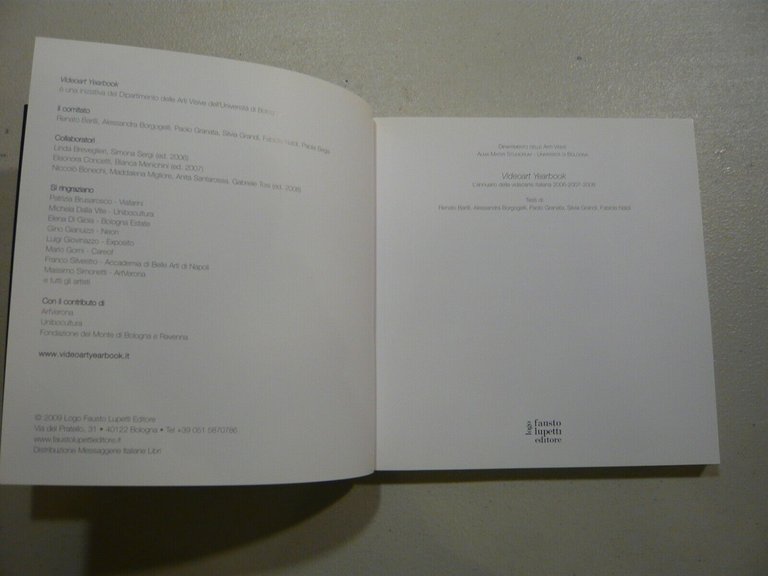 Videoart Yearbook
è una iniziativa del Dipartimento delle Arti Visive dell'Università di Bologna
Il comitato
Renato Barilli, Alessandra Borgogelli, Paolo Granata, Silvia Grandi, Fabriola Naldi, Paola Sega
Collaboratori
Linda Breveglieri, Simona Sergi (ed. 2006)
Eleonora Concetti, Bianca Menichini (ed. 2007)
Niccolò Bonechi, Maddalena Migliore, Anita Santarossa, Gabriele Tosi (ed. 2008)
Si ringraziano
Patrizia Brusarosco - Viafarini
Michela Dalla Vite - Unibocultura
Elena Di Gioia - Bologna Estate
Gino Gianuizzi - Neon
Luigi Giovinazzo - Exposito
Mario Gorni - Careof
Franco Silvestro - Accademia di Belle Arti di Napoli
Massimo Simonetti - ArtVerona
e tutti gli artisti
Con il contributo di
ArtVerona
Unibocultura
Fondazione del Monte di Bologna e Ravenna
www.videoartyearbook.it
© 2009 Logo Fausto Lupetti Editore
Via del Pratello, 31 • 40122 Bologna • Tel +39 051 5870786
www.faustolupettieditore.it
Distribuzione Messaggerie Italiane Libri
Dipartimento delle Arti Visive
Alma Mater Studiorum - Università di Bologna
Videoart Yearbook
L'annuario della videoarte italiana 2006-2007-2008
Testi di
Renato Barilli, Alessandra Borgogelli, Paolo Granata, Silvia Grandi, Fabriola Naldi
logo
fausto
lupetti
editore